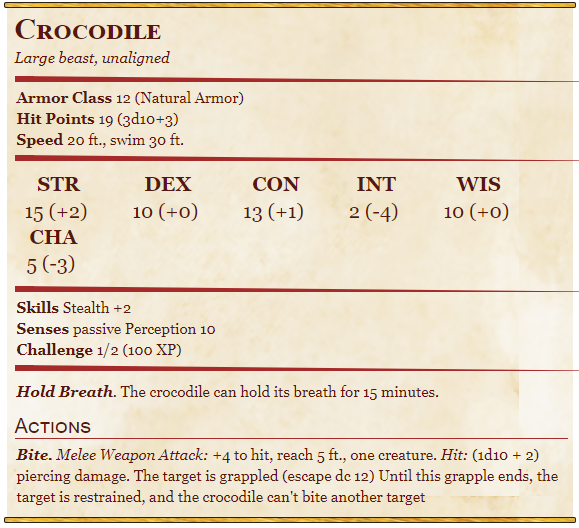 Crocodile
Large beast, unaligned
Armor Class 12 (Natural Armor)
Hit Points 19 (3d10+3)
Speed 20 ft., swim 30 ft.
STR DEX CON INT WIS
15 (+2) 10 (+0) 13 (+1) 2 (-4) 10 (+0)
CHA
5 (-3)
Skills Stealth +2
Senses passive Perception 10
Challenge 1/2 (100 XP)
Hold Breath. The crocodile can hold its breath for 15 minutes.
Actions
Bite. Melee Weapon Attack: +4 to hit, reach 5 ft., one creature. Hit: (1d10 + 2)
piercing damage. The target is grappled (escape dc 12) Until this grapple ends, the
target is restrained, and the crocodile can't bite another target